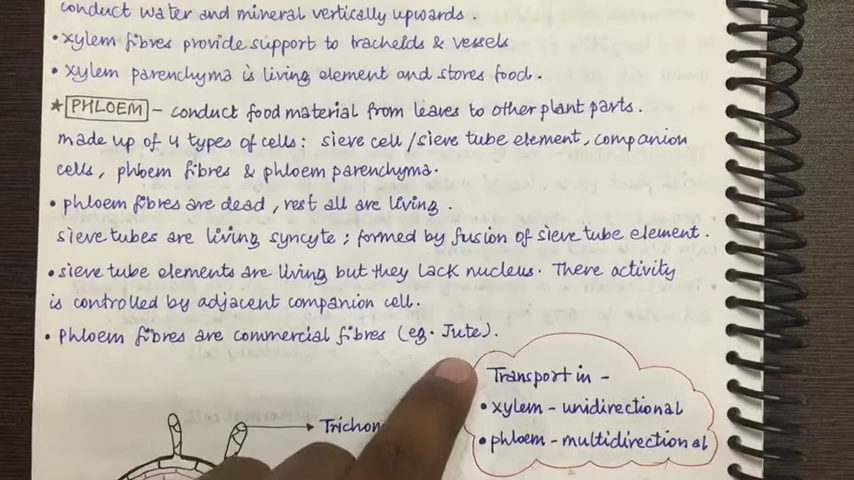 conduct water and mineral vertically upwards.
• xylem fibres provide support to tracheids & vessels
• xylem parenchyma is living element and stores food.
★ PHLOEM - conduct food material from leaves to other plant parts.
made up of 4 types of cells: sieve cell/sieve tube element, companion
cells, phloem fibres & phloem parenchyma.
• phloem fibres are dead, rest all are living.
sieve tubes are living syncyte; formed by fusion of sieve tube element.
• sieve tube elements are living but they lack nucleus. There activity
is controlled by adjacent companion cell.
• Phloem fibres are commercial fibres (eg. Jute).
Transport in -
• xylem - unidirectional
• phloem - multidirectional